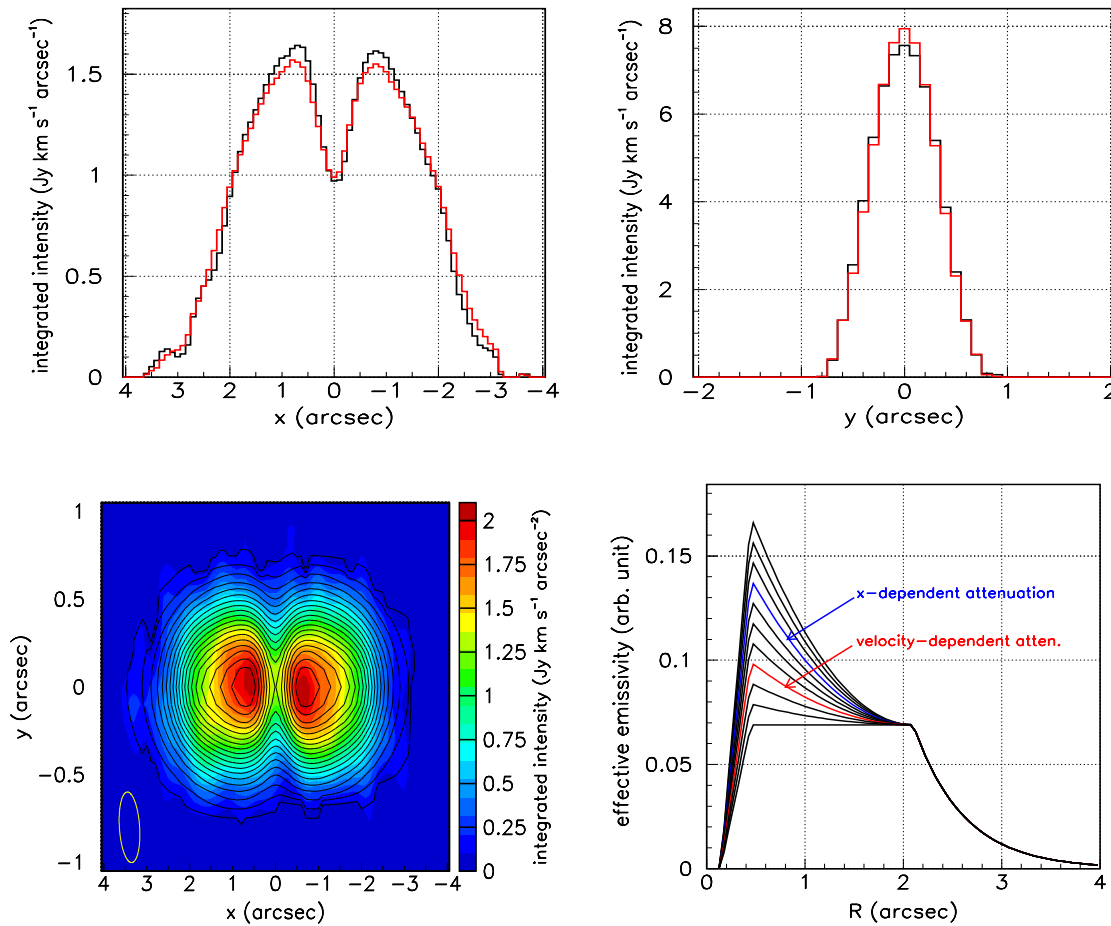 integrated intensity (Jy km s⁻¹ arcsec⁻¹)
1.5
1
0.5
0
4 3 2 1 0 −1 −2 −3 −4
x (arcsec)
integrated intensity (Jy km s⁻¹ arcsec⁻¹)
8
6
4
2
0
−2 −1 0 1 2
y (arcsec)
y (arcsec)
1
0.5
0
−0.5
−1
4 3 2 1 0 −1 −2 −3 −4
x (arcsec)
2
1.75
1.5
1.25
1
0.75
0.5
0.25
0
integrated intensity (Jy km s⁻¹ arcsec⁻²)
effective emissivity (arb. unit)
0.15
0.1
0.05
0
x−dependent attenuation
velocity−dependent atten.
0 1 2 3 4
R (arcsec)